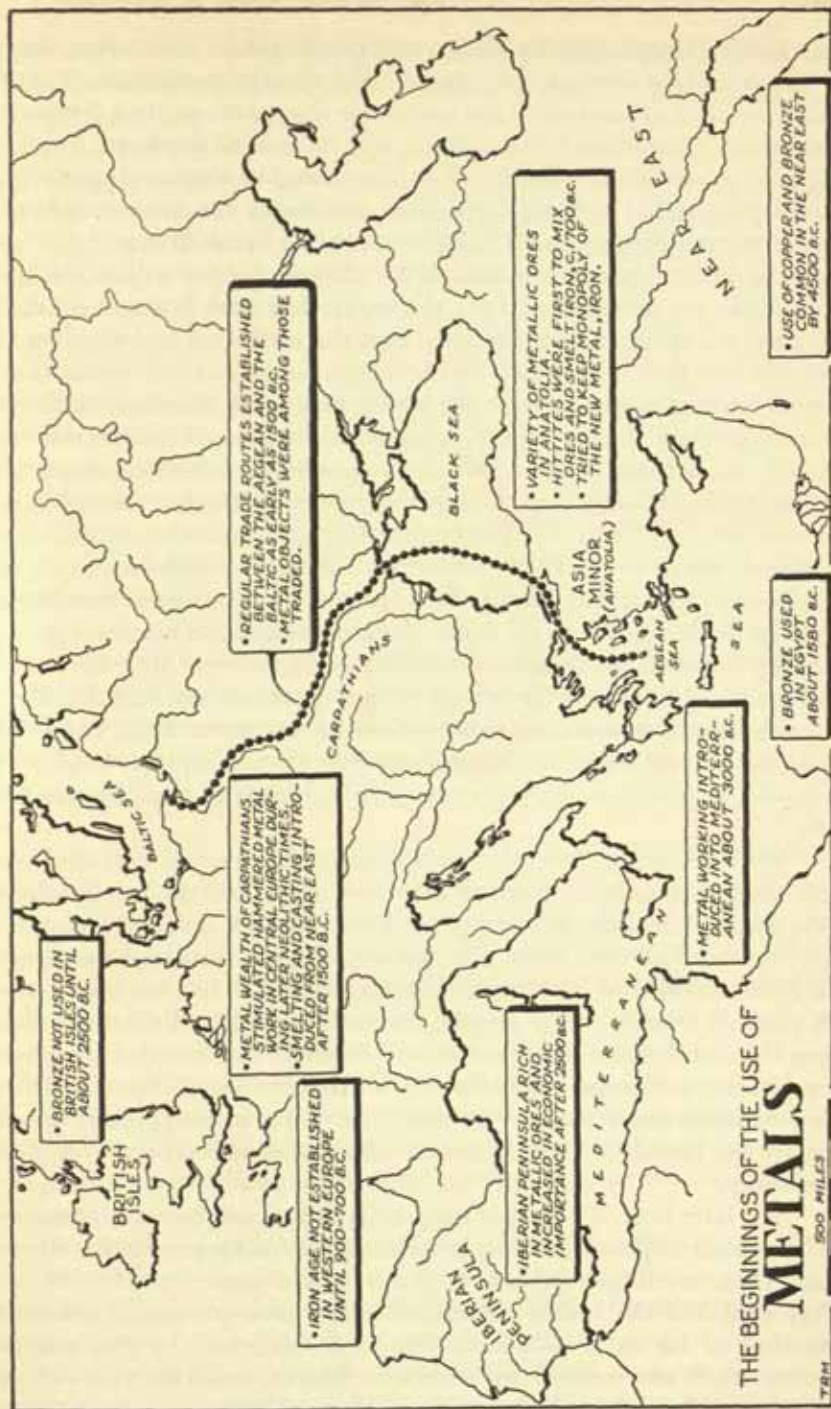 THE BEGINNINGS OF THE USE OF
METALS
500 MILES
TRM
• BRONZE NOT USED IN
BRITISH ISLES UNTIL
ABOUT 2500 B.C.
BRITISH
ISLES
• IRON AGE NOT ESTABLISHED
IN WESTERN EUROPE
UNTIL 900-700 B.C.
• METAL WEALTH OF CARPATHIANS
STIMULATED HAMMERED METAL
WORK IN CENTRAL EUROPE DUR-
ING LATER NEOLITHIC TIMES.
• SMELTING AND CASTING INTRO-
DUCED FROM NEAR EAST
AFTER 1500 B.C.
BALTIC SEA
• REGULAR TRADE ROUTES ESTABLISHED
BETWEEN THE AEGEAN AND THE
BALTIC AS EARLY AS 1500 B.C.
• METAL OBJECTS WERE AMONG THOSE
TRADED.
CARPATHIANS
BLACK SEA
IBERIAN
PENINSULA
• IBERIAN PENINSULA RICH
IN METALLIC ORES AND
INCREASED IN ECONOMIC
IMPORTANCE AFTER 2500 B.C.
MEDITERRANEAN
SEA
• METAL WORKING INTRO-
DUCED INTO MEDITERR-
ANEAN ABOUT 3000 B.C.
AEGEAN
SEA
ASIA
MINOR
(ANATOLIA)
• VARIETY OF METALLIC ORES
IN ANATOLIA.
• HITTITES WERE FIRST TO MIX
ORES AND SMELT IRON, C. 1700 B.C.
• TRIED TO KEEP MONOPOLY OF
THE NEW METAL, IRON.
NEAR EAST
• BRONZE USED
IN EGYPT
ABOUT 1580 B.C.
• USE OF COPPER AND BRONZE
COMMON IN THE NEAR EAST
BY 4500 B.C.